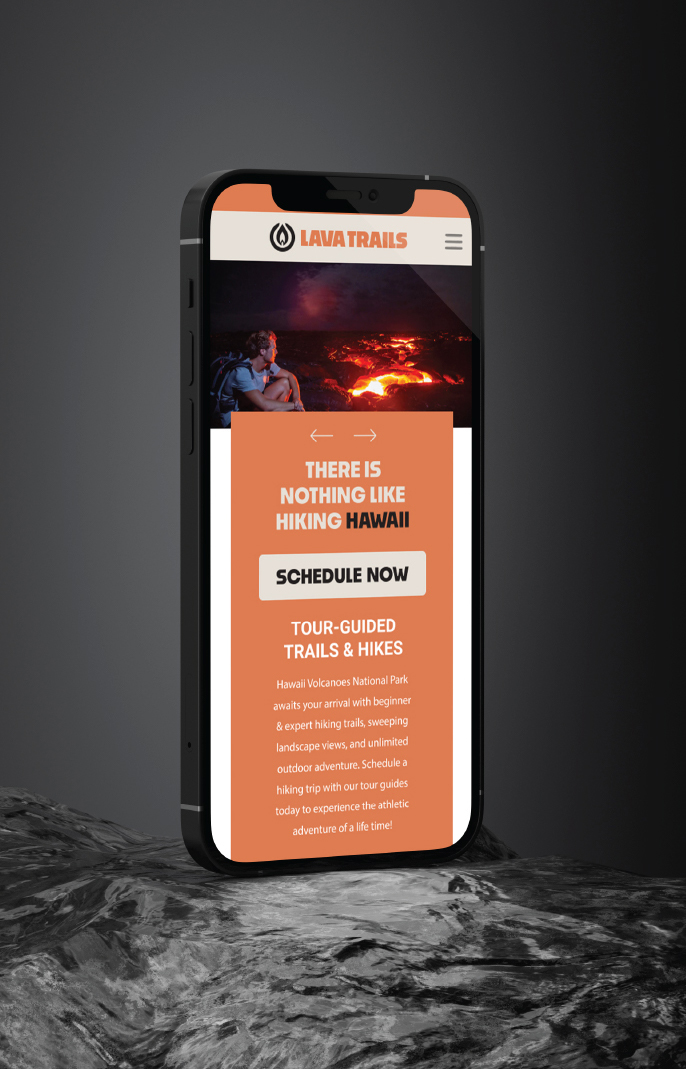 LAVA TRAILS
THERE IS
NOTHING LIKE
HIKING HAWAII
SCHEDULE NOW
TOUR-GUIDED
TRAILS & HIKES
Hawaii Volcanoes National Park
awaits your arrival with beginner
& expert hiking trails, sweeping
landscape views, and unlimited
outdoor adventure. Schedule a
hiking trip with our tour guides
today to experience the athletic
adventure of a life time!